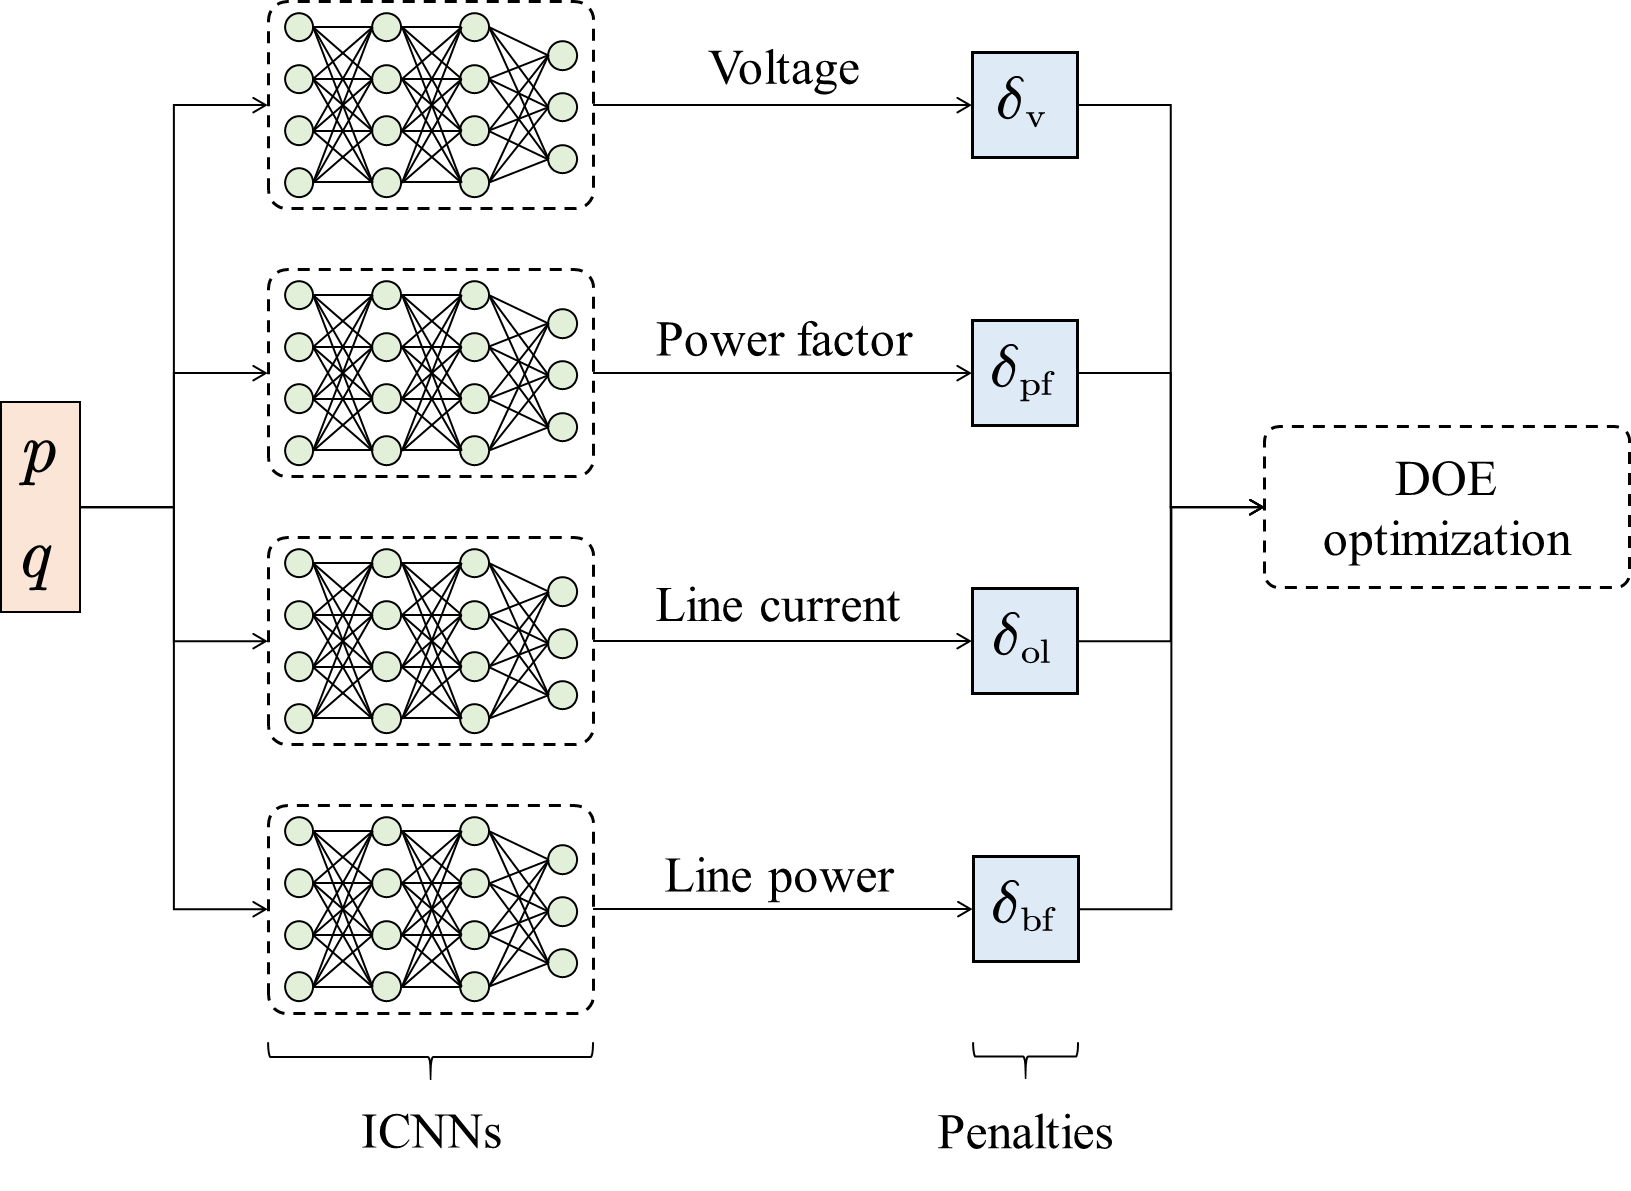 p
q
Voltage
δv
Power factor
δpf
Line current
δol
Line power
δbf
DOE
optimization
ICNNs
Penalties